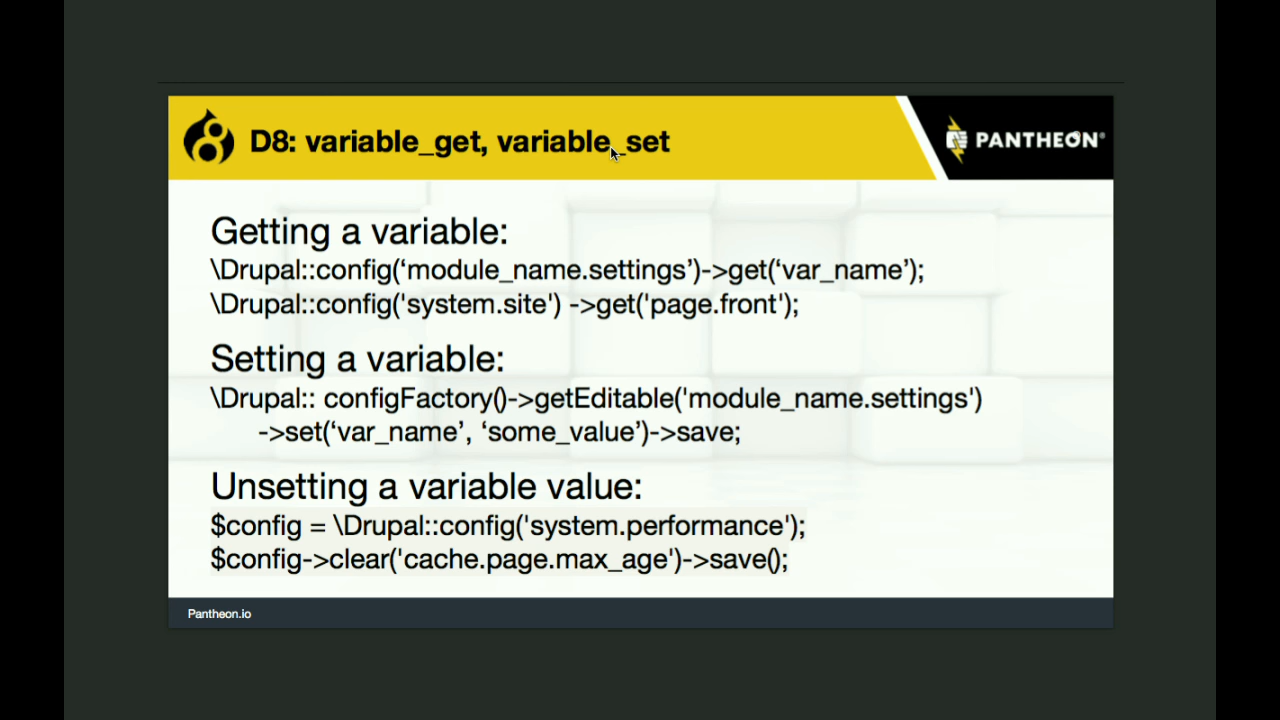 D8: variable_get, variable_set
PANTHEON®
Getting a variable:
\Drupal::config(‘module_name.settings’)->get(‘var_name’);
\Drupal::config('system.site') ->get('page.front');
Setting a variable:
\Drupal:: configFactory()->getEditable('module_name.settings')
->set(‘var_name’, ‘some_value’)->save;
Unsetting a variable value:
$config = \Drupal::config('system.performance');
$config->clear('cache.page.max_age')->save();
Pantheon.io